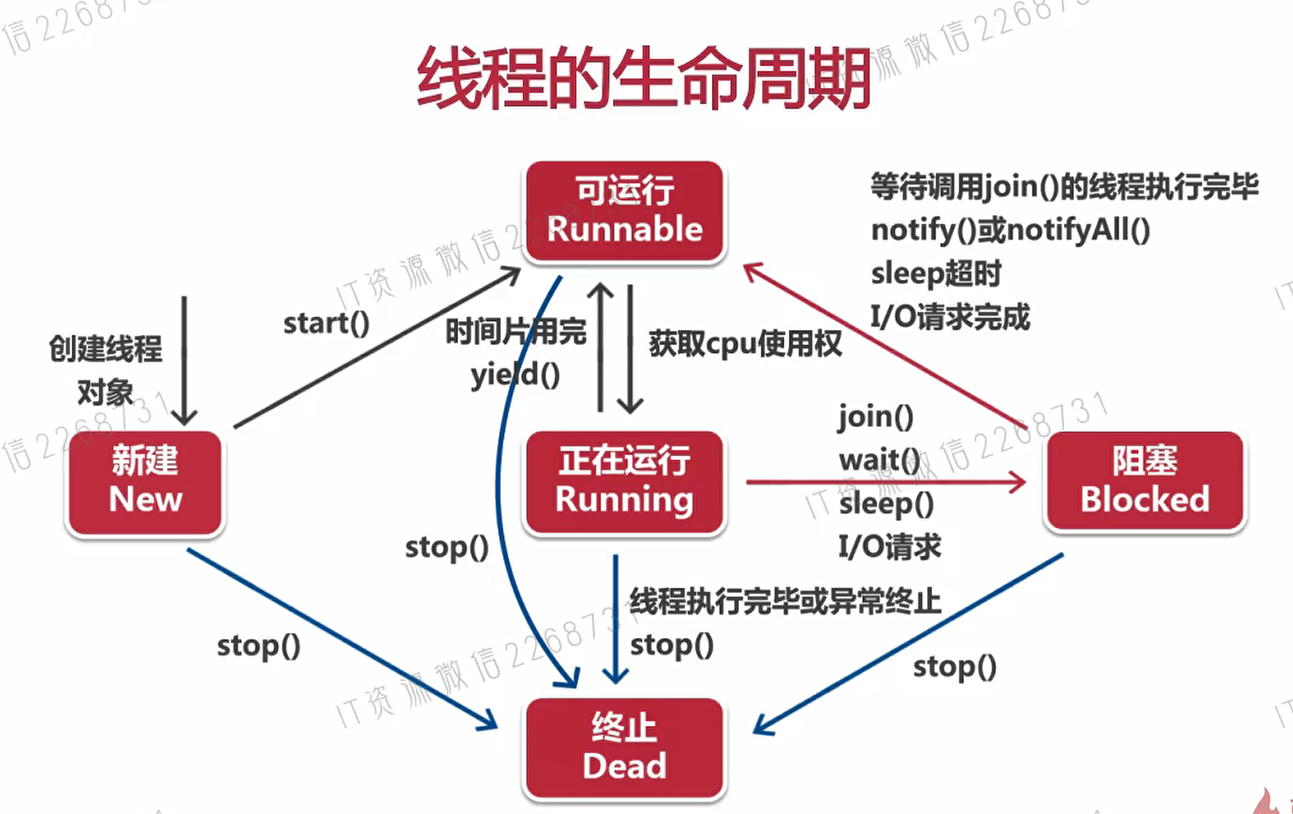 线程的生命周期
可运行
Runnable
等待调用join()的线程执行完毕
notify()或notifyAll()
sleep超时
I/O请求完成
创建线程
对象
start()
时间片用完
yield()
获取cpu使用权
新建
New
正在运行
Running
join()
wait()
sleep()
I/O请求
阻塞
Blocked
stop()
stop()
线程执行完毕或异常终止
stop()
stop()
终止
Dead
信2268731
IT资源微信2268731
IT资源微信2268731
信2268731
信2268731
IT资源微信2268731